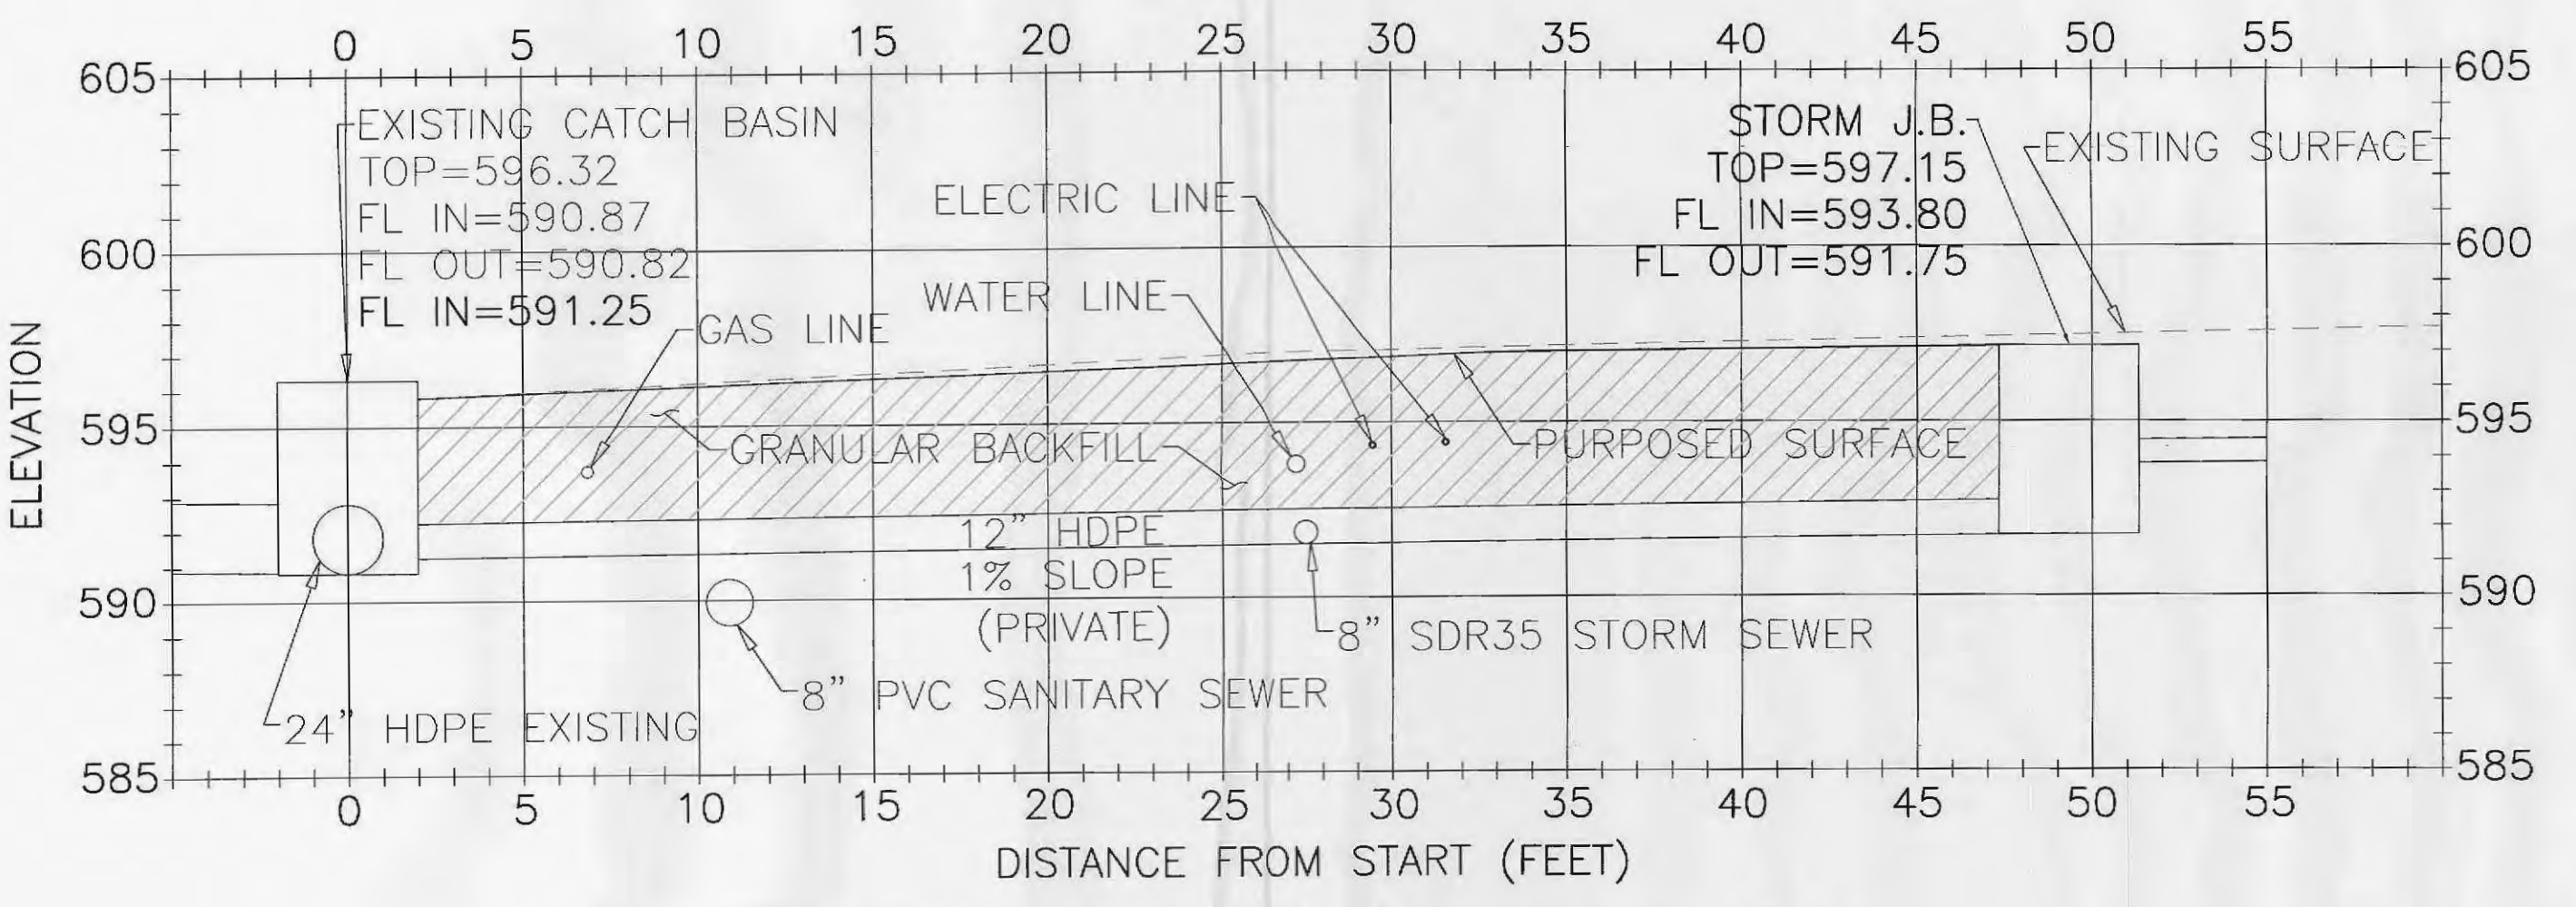 0 5 10 15 20 25 30 35 40 45 50 55
605 605
EXISTING CATCH BASIN
TOP=596.32
FL IN=590.87
FL OUT=590.82
FL IN=591.25
STORM J.B.
TOP=597.15
FL IN=593.80
FL OUT=591.75
EXISTING SURFACE
ELECTRIC LINE
WATER LINE
GAS LINE
600 600
ELEVATION
595 595
GRANULAR BACKFILL
PURPOSED SURFACE
12" HDPE
1% SLOPE
(PRIVATE)
590 590
8" SDR35 STORM SEWER
8" PVC SANITARY SEWER
24" HDPE EXISTING
585 585
0 5 10 15 20 25 30 35 40 45 50 55
DISTANCE FROM START (FEET)